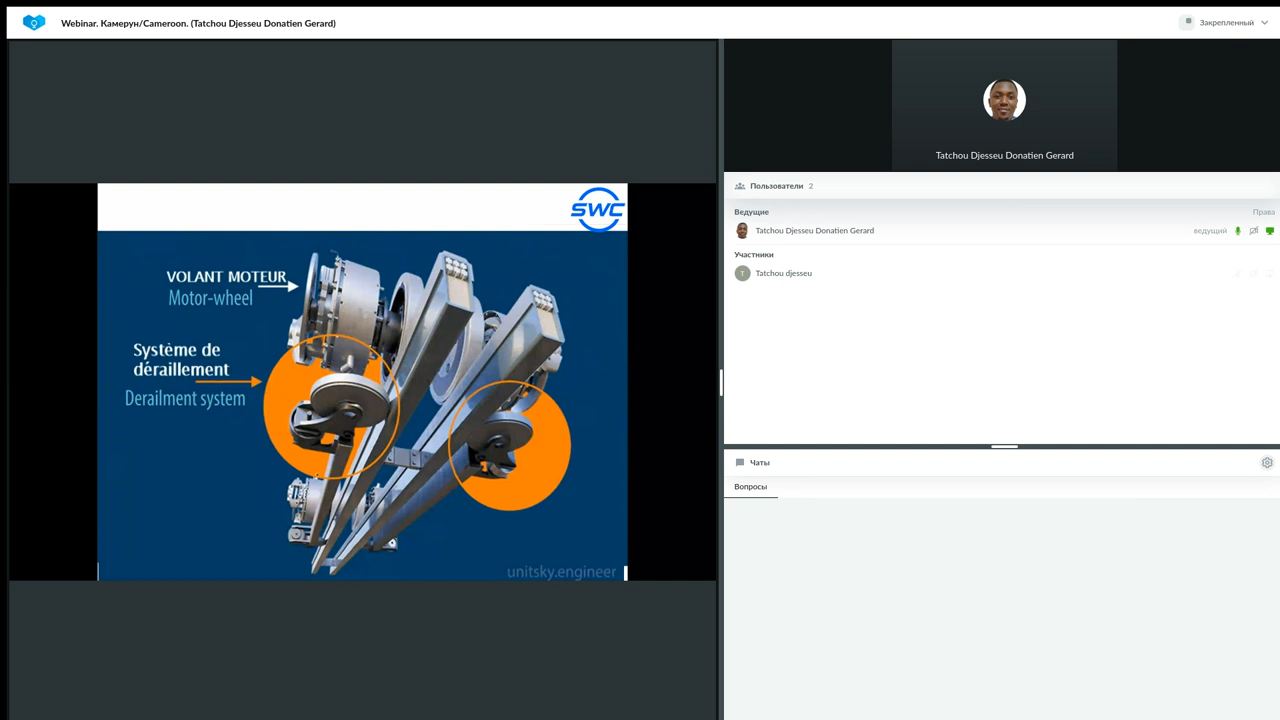 Webinar. Камерун/Cameroon. (Tatchou Djesseu Donatien Gerard)
Закрепленный
SWC
VOLANT MOTEUR
Motor-wheel
Système de
déraillement
Derailment system
unitsky.engineer
Tatchou Djesseu Donatien Gerard
Пользователи 2
Ведущие
Права
Tatchou Djesseu Donatien Gerard
ведущий
Участники
T
Tatchou djesseu
Чаты
Вопросы